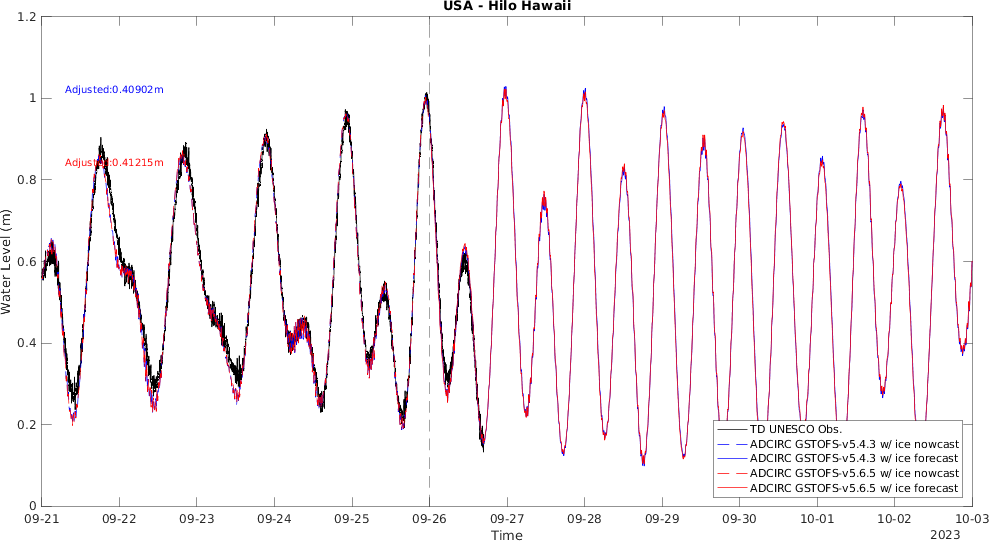 USA - Hilo Hawaii
1.2
1
0.8
0.6
0.4
0.2
0
Water Level (m)
Adjusted:0.40902m
Adjusted:0.41215m
TD UNESCO Obs.
ADCIRC GSTOFS-v5.4.3 w/ ice nowcast
ADCIRC GSTOFS-v5.4.3 w/ ice forecast
ADCIRC GSTOFS-v5.6.5 w/ ice nowcast
ADCIRC GSTOFS-v5.6.5 w/ ice forecast
09-21 09-22 09-23 09-24 09-25 09-26 09-27 09-28 09-29 09-30 10-01 10-02 10-03
Time
2023